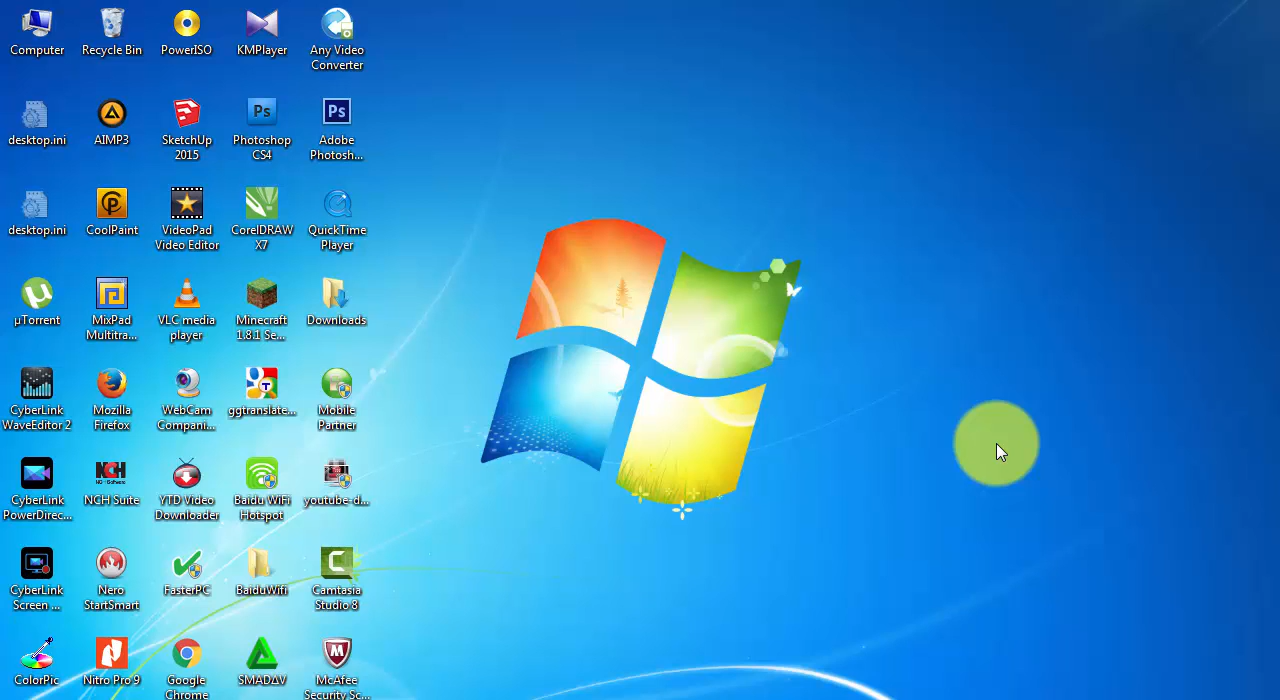 Computer
Recycle Bin
PowerISO
KMPlayer
Any Video
Converter
desktop.ini
AIMP3
SketchUp
2015
Ps
Photoshop
CS4
Ps
Adobe
Photosh...
desktop.ini
CoolPaint
VideoPad
Video Editor
CorelDRAW
X7
QuickTime
Player
µTorrent
MixPad
Multitra...
VLC media
player
Minecraft
1.8.1 Se...
Downloads
CyberLink
WaveEditor 2
Mozilla
Firefox
WebCam
Compani...
ggtranslate...
Mobile
Partner
CyberLink
PowerDirec...
NCH
NCH Suite
YTD Video
Downloader
Baidu WiFi
Hotspot
youtube-d...
CyberLink
Screen ...
Nero
StartSmart
FasterPC
BaiduWifi
Camtasia
Studio 8
ColorPic
Nitro Pro 9
Google
Chrome
SMADΔV
McAfee
Security Sc...